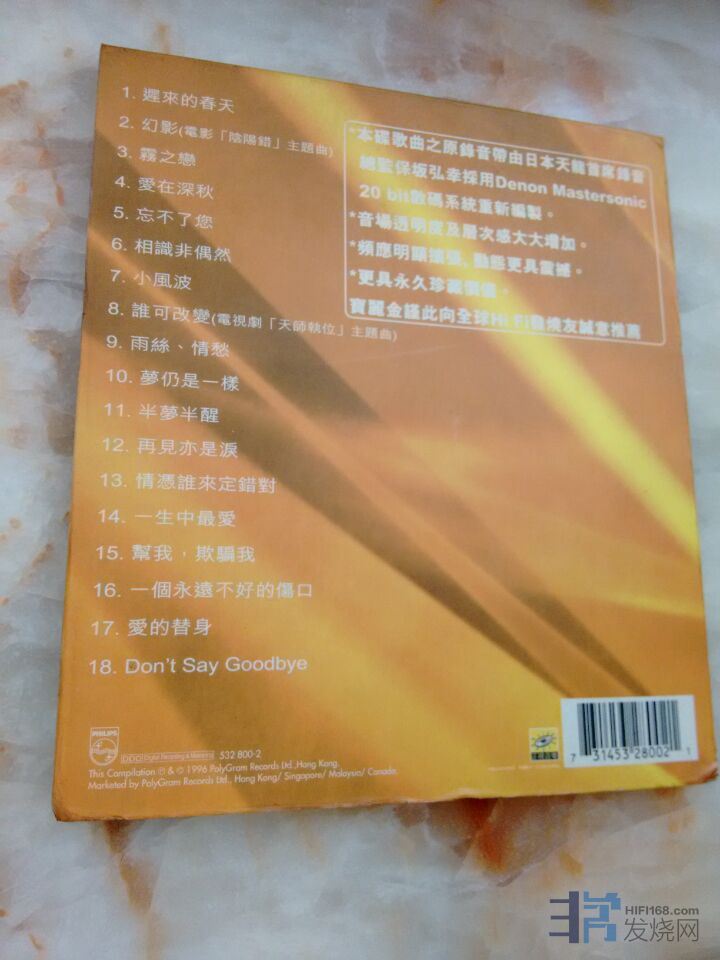 1. 遲來的春天
2. 幻影(電影「陰陽錯」主題曲)
3. 霧之戀
4. 愛在深秋
5. 忘不了您
6. 相識非偶然
7. 小風波
8. 誰可改變(電視劇「天師執位」主題曲)
9. 雨絲、情愁
10. 夢仍是一樣
11. 半夢半醒
12. 再見亦是淚
13. 情憑誰來定錯對
14. 一生中最愛
15. 幫我，欺騙我
16. 一個永遠不好的傷口
17. 愛的替身
18. Don't Say Goodbye
*本碟歌曲之原錄音帶由日本天龍首席錄音
總監保坂弘幸採用Denon Mastersonic
20 bit數碼系統重新編製。
*音場透明度及層次感大大增加。
*頻應明顯擴張、動態更具震撼。
*更具永久珍藏價值。
寶麗金謹此向全球Hi Fi發燒友誠意推薦
PHILIPS
DDD Digital Recording & Mastering 532 800-2
This Compilation ℗ & © 1996 PolyGram Records Ltd.,Hong Kong.
Marketed by PolyGram Records Ltd., Hong Kong/ Singapore/ Malaysia/ Canada.
7 31453 28002 1
HIFI168.com
发烧网